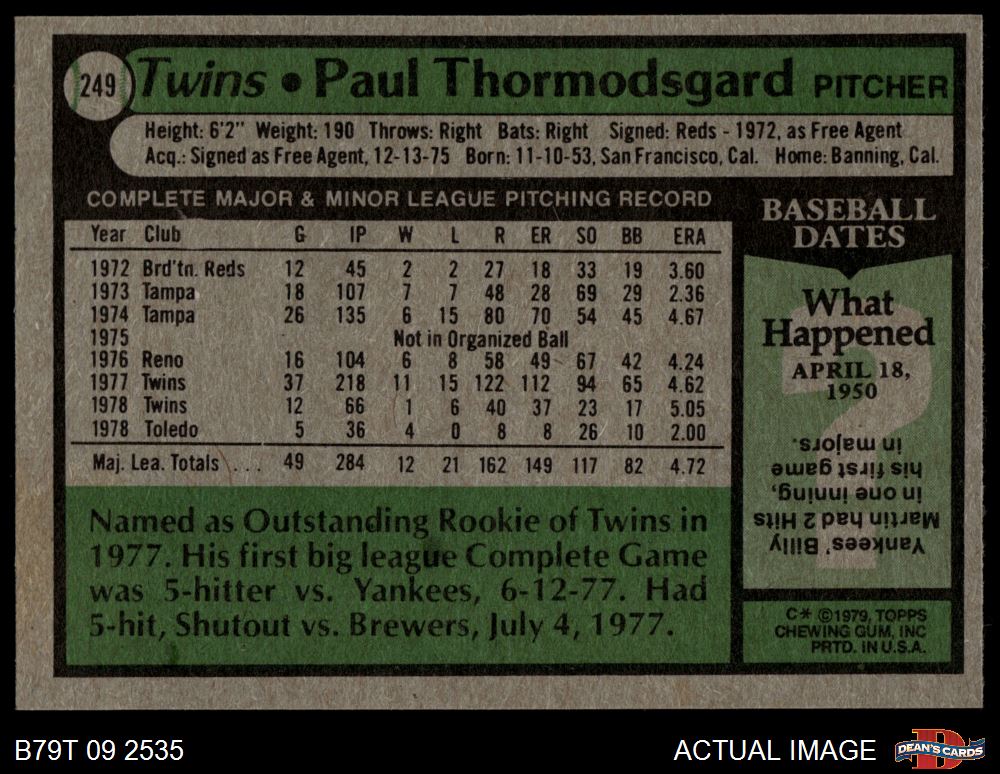 249 Twins • Paul Thormodsgard PITCHER
Height: 6'2" Weight: 190 Throws: Right Bats: Right Signed: Reds - 1972, as Free Agent
Acq.: Signed as Free Agent, 12-13-75 Born: 11-10-53, San Francisco, Cal. Home: Banning, Cal.
COMPLETE MAJOR & MINOR LEAGUE PITCHING RECORD
Year Club G IP W L R ER SO BB ERA
1972 Brd'tn. Reds 12 45 2 2 27 18 33 19 3.60
1973 Tampa 18 107 7 7 48 28 69 29 2.36
1974 Tampa 26 135 6 15 80 70 54 45 4.67
1975 Not in Organized Ball
1976 Reno 16 104 6 8 58 49 67 42 4.24
1977 Twins 37 218 11 15 122 112 94 65 4.62
1978 Twins 12 66 1 6 40 37 23 17 5.05
1978 Toledo 5 36 4 0 8 8 26 10 2.00
Maj. Lea. Totals . . . 49 284 12 21 162 149 117 82 4.72
Named as Outstanding Rookie of Twins in
1977. His first big league Complete Game
was 5-hitter vs. Yankees, 6-12-77. Had
5-hit, Shutout vs. Brewers, July 4, 1977.
BASEBALL
DATES
What
Happened
APRIL 18,
1950
Yankees' Billy
Martin had 2 Hits
in one inning,
his first game
in majors.
C* ©1979, TOPPS
CHEWING GUM, INC
PRTD. IN U.S.A.
B79T 09 2535
ACTUAL IMAGE
DEAN'S CARDS